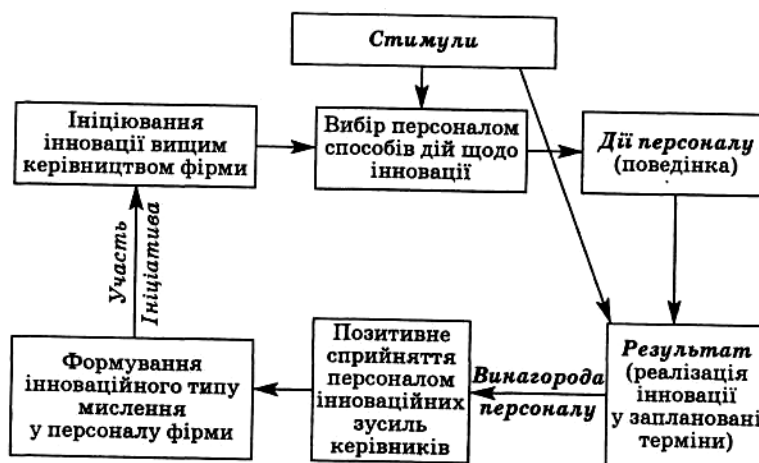 Стимули
Ініціювання
інновації вищим
керівництвом фірми
Вибір персоналом
способів дій щодо
інновації
Дії персоналу
(поведінка)
Участь
Ініціатива
Формування
інноваційного типу
мислення
у персоналу фірми
Позитивне
сприйняття
персоналом
інноваційних
зусиль
керівників
Винагорода
персоналу
Результат
(реалізація
інновації
у заплановані
терміни)